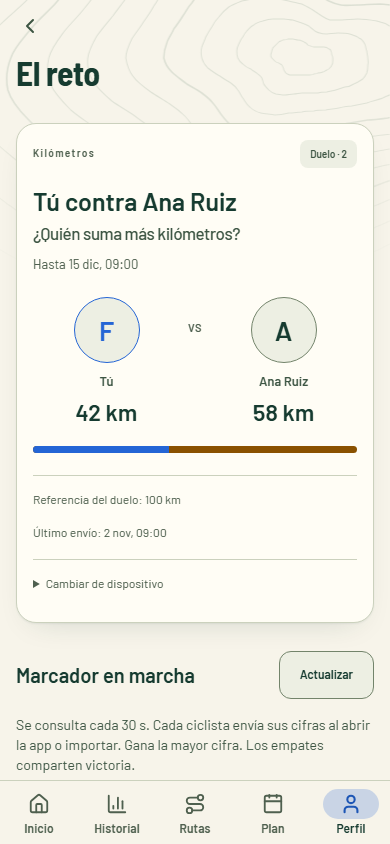 El reto
Kilómetros
Duelo · 2
Tú contra Ana Ruiz
¿Quién suma más kilómetros?
Hasta 15 dic, 09:00
F
VS
A
Tú
Ana Ruiz
42 km
58 km
Referencia del duelo: 100 km
Último envío: 2 nov, 09:00
Cambiar de dispositivo
Marcador en marcha
Actualizar
Se consulta cada 30 s. Cada ciclista envía sus cifras al abrir
la app o importar. Gana la mayor cifra. Los empates
comparten victoria.
Inicio
Historial
Rutas
Plan
Perfil